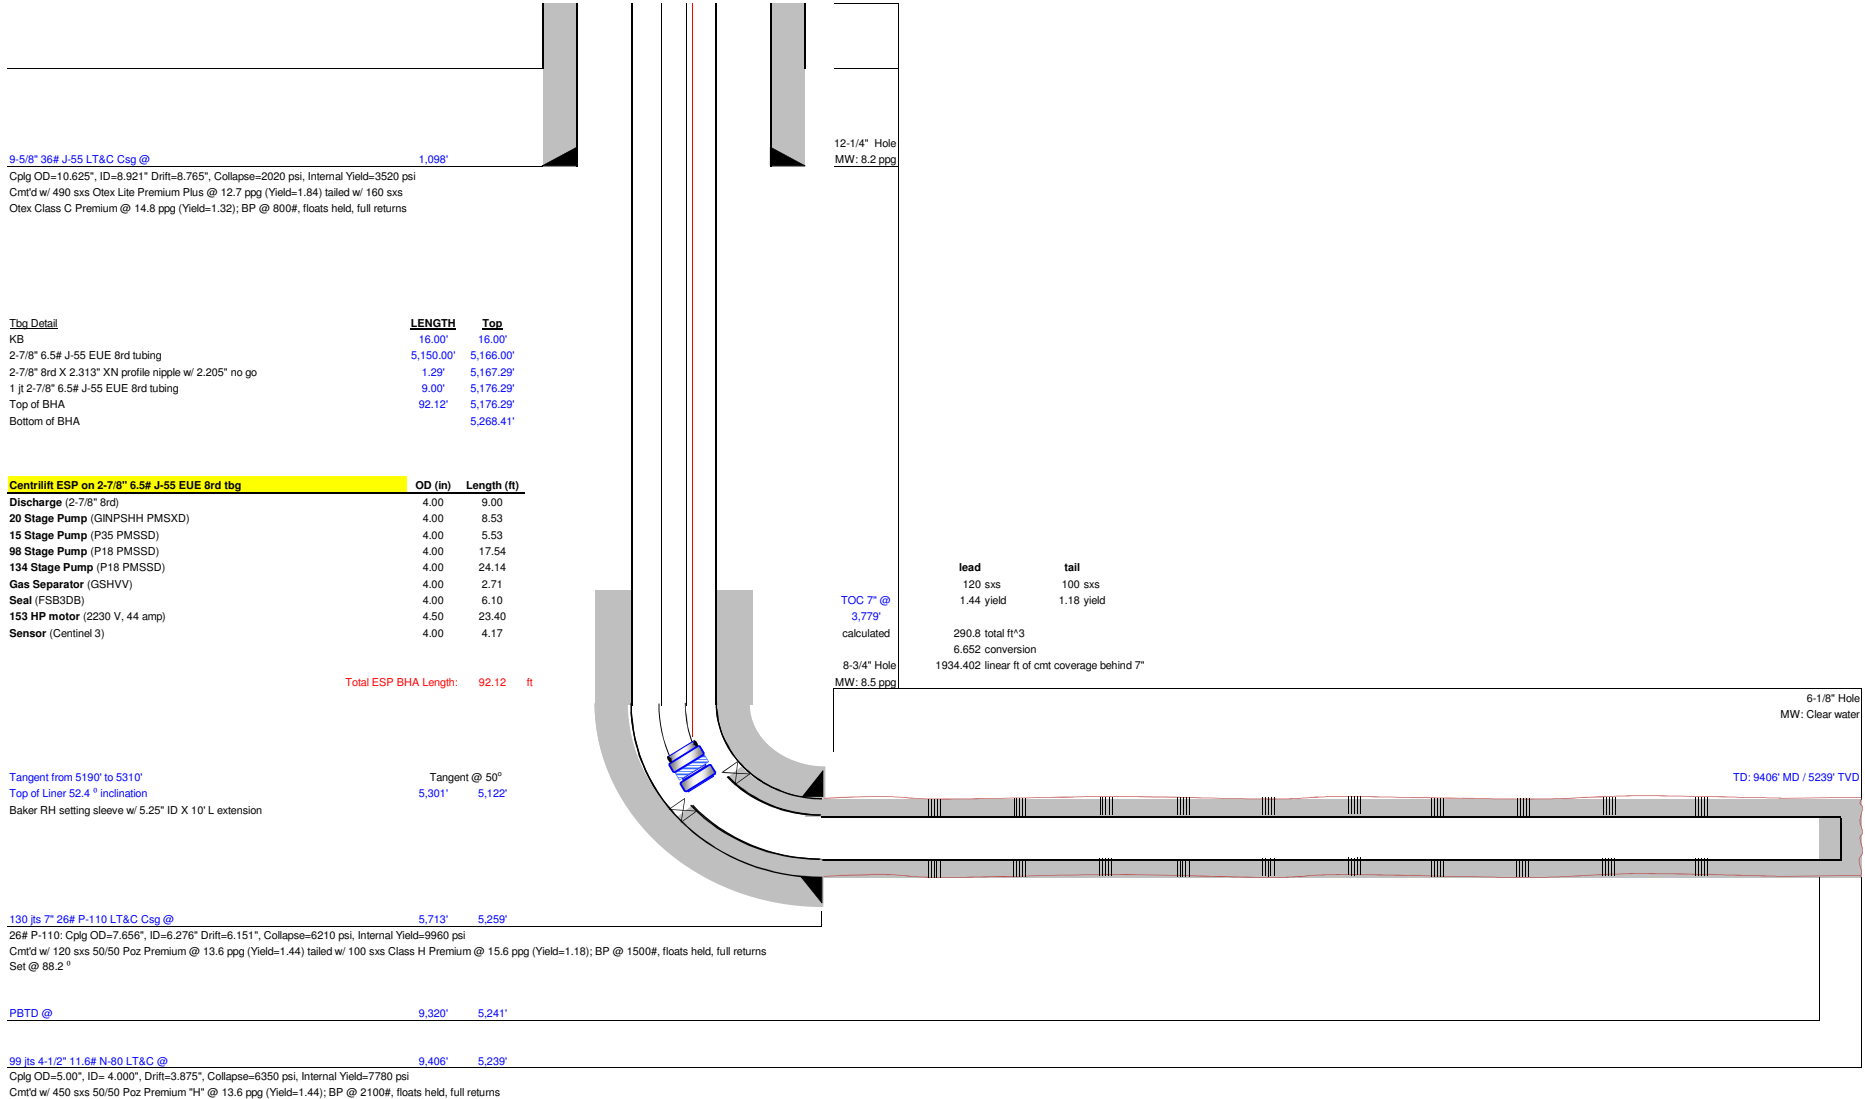 12-1/4" Hole
9-5/8" 36# J-55 LT&C Csg @ 1,098' MW: 8.2 ppg
Cplg OD=10.625", ID=8.921" Drift=8.765", Collapse=2020 psi, Internal Yield=3520 psi
Cmt'd w/ 490 sxs Otex Lite Premium Plus @ 12.7 ppg (Yield=1.84) tailed w/ 160 sxs
Otex Class C Premium @ 14.8 ppg (Yield=1.32); BP @ 800#, floats held, full returns
Tbg Detail LENGTH Top
KB 16.00' 16.00'
2-7/8" 6.5# J-55 EUE 8rd tubing 5,150.00' 5,166.00'
2-7/8" 8rd X 2.313" XN profile nipple w/ 2.205" no go 1.29' 5,167.29'
1 jt 2-7/8" 6.5# J-55 EUE 8rd tubing 9.00' 5,176.29'
Top of BHA 92.12' 5,176.29'
Bottom of BHA 5,268.41'
Centrilift ESP on 2-7/8" 6.5# J-55 EUE 8rd tbg OD (in) Length (ft)
Discharge (2-7/8" 8rd) 4.00 9.00
20 Stage Pump (GINPSHH PMSXD) 4.00 8.53
15 Stage Pump (P35 PMSSD) 4.00 5.53
98 Stage Pump (P18 PMSSD) 4.00 17.54
134 Stage Pump (P18 PMSSD) 4.00 24.14
Gas Separator (GSHVV) 4.00 2.71
Seal (FSB3DB) 4.00 6.10
153 HP motor (2230 V, 44 amp) 4.50 23.40
Sensor (Centinel 3) 4.00 4.17
Total ESP BHA Length: 92.12 ft
lead tail
120 sxs 100 sxs
TOC 7" @ 1.44 yield 1.18 yield
3,779'
calculated 290.8 total ft^3
6.652 conversion
8-3/4" Hole 1934.402 linear ft of cmt coverage behind 7"
MW: 8.5 ppg
6-1/8" Hole
MW: Clear water
Tangent from 5190' to 5310' Tangent @ 50° TD: 9406' MD / 5239' TVD
Top of Liner 52.4 ° inclination 5,301' 5,122'
Baker RH setting sleeve w/ 5.25" ID X 10' L extension
130 jts 7" 26# P-110 LT&C Csg @ 5,713' 5,259'
26# P-110: Cplg OD=7.656", ID=6.276" Drift=6.151", Collapse=6210 psi, Internal Yield=9960 psi
Cmt'd w/ 120 sxs 50/50 Poz Premium @ 13.6 ppg (Yield=1.44) tailed w/ 100 sxs Class H Premium @ 15.6 ppg (Yield=1.18); BP @ 1500#, floats held, full returns
Set @ 88.2 °
PBTD @ 9,320' 5,241'
99 jts 4-1/2" 11.6# N-80 LT&C @ 9,406' 5,239'
Cplg OD=5.00", ID= 4.000", Drift=3.875", Collapse=6350 psi, Internal Yield=7780 psi
Cmt'd w/ 450 sxs 50/50 Poz Premium "H" @ 13.6 ppg (Yield=1.44); BP @ 2100#, floats held, full returns